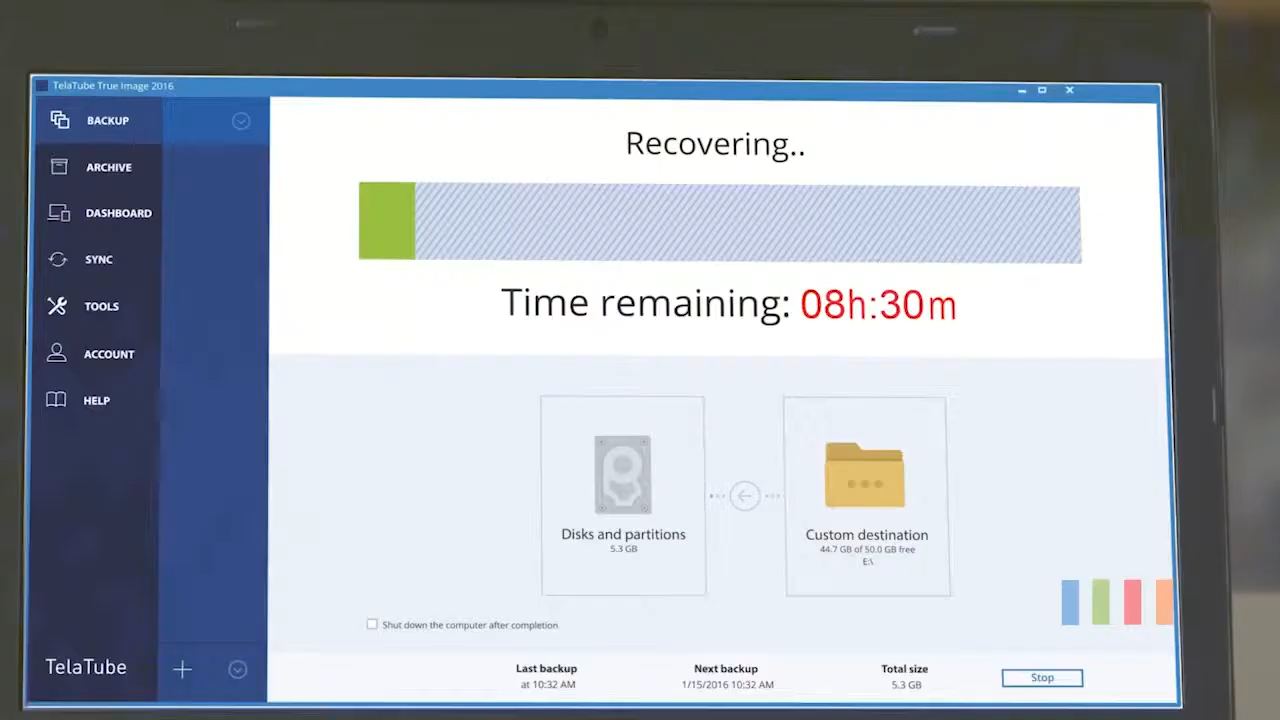 TelaTube True Image 2016
BACKUP
ARCHIVE
DASHBOARD
SYNC
TOOLS
ACCOUNT
HELP
TelaTube
Recovering..
Time remaining: 08h:30m
Disks and partitions
5.3 GB
Custom destination
44.7 GB of 50.0 GB free
E:\
Shut down the computer after completion
Last backup
at 10:32 AM
Next backup
1/15/2016 10:32 AM
Total size
5.3 GB
Stop